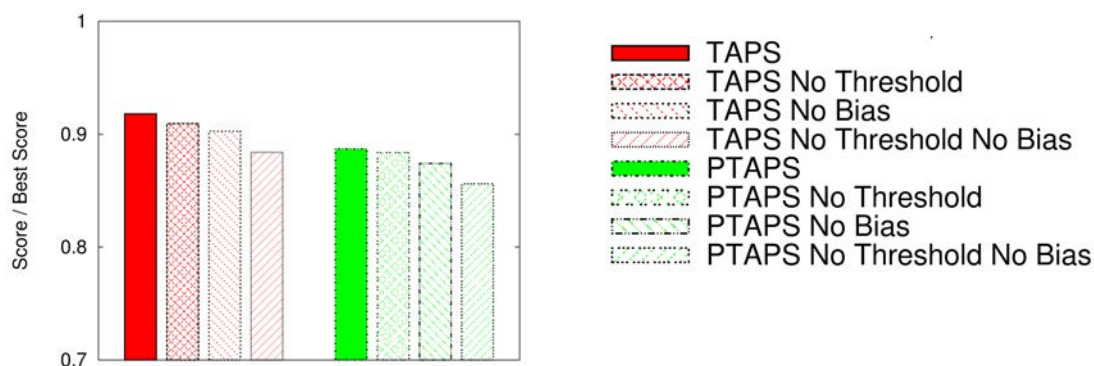 1
0.9
0.8
0.7
Score / Best Score
TAPS
TAPS No Threshold
TAPS No Bias
TAPS No Threshold No Bias
PTAPS
PTAPS No Threshold
PTAPS No Bias
PTAPS No Threshold No Bias